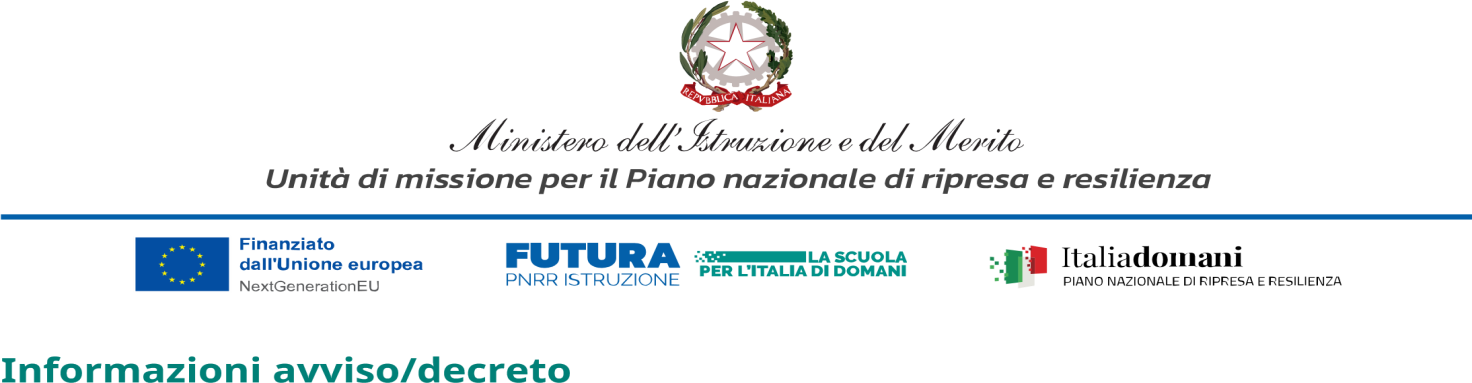 REPVBBLICA ITALIANA
Ministero dell'Istruzione e del Merito
Unità di missione per il Piano nazionale di ripresa e resilienza
Finanziato
dall'Unione europea
NextGenerationEU
FUTURA
PNRR ISTRUZIONE
LA SCUOLA
PER L'ITALIA DI DOMANI
Italiadomani
PIANO NAZIONALE DI RIPRESA E RESILIENZA
Informazioni avviso/decreto